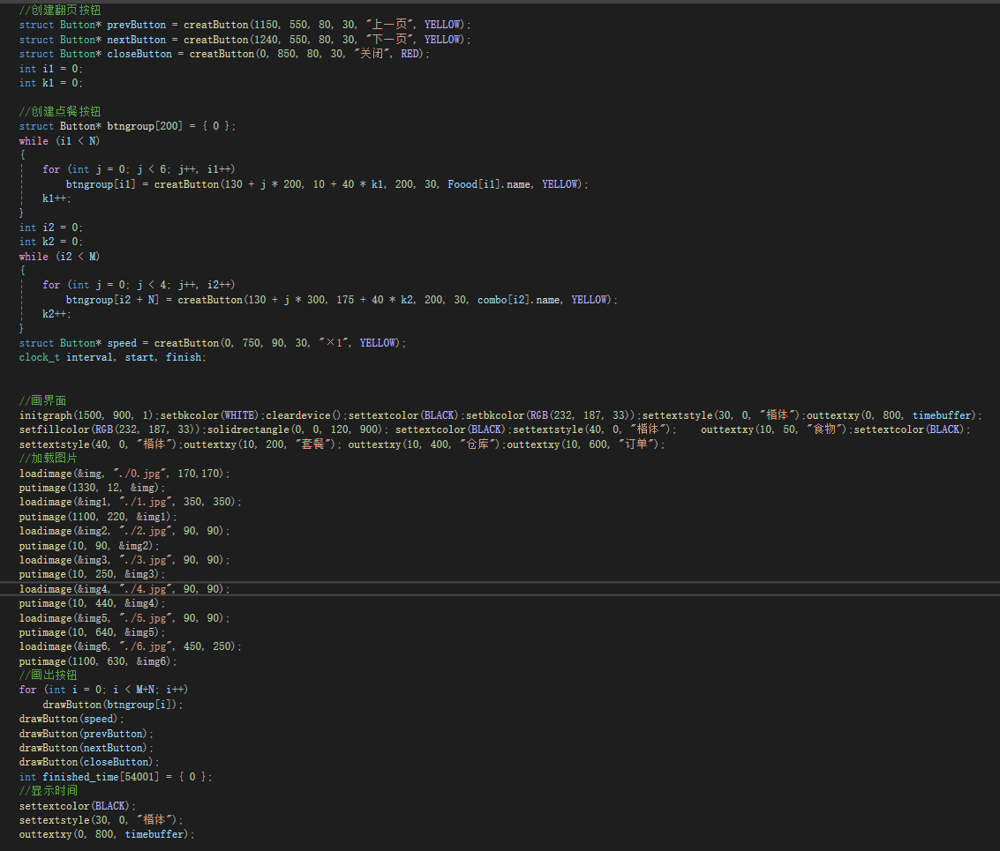 //创建翻页按钮
struct Button* prevButton = creatButton(1150, 550, 80, 30, "上一页", YELLOW);
struct Button* nextButton = creatButton(1240, 550, 80, 30, "下一页", YELLOW);
struct Button* closeButton = creatButton(0, 850, 80, 30, "关闭", RED);
int i1 = 0;
int k1 = 0;
//创建点餐按钮
struct Button* btngroup[200] = { 0 };
while (i1 < N)
{
for (int j = 0; j < 6; j++, i1++)
btngroup[i1] = creatButton(130 + j * 200, 10 + 40 * k1, 200, 30, Foood[i1].name, YELLOW);
k1++;
}
int i2 = 0;
int k2 = 0;
while (i2 < M)
{
for (int j = 0; j < 4; j++, i2++)
btngroup[i2 + N] = creatButton(130 + j * 300, 175 + 40 * k2, 200, 30, combo[i2].name, YELLOW);
k2++;
}
struct Button* speed = creatButton(0, 750, 90, 30, "×1", YELLOW);
clock_t interval, start, finish;
//画界面
initgraph(1500, 900, 1);setbkcolor(WHITE);cleardevice();settextcolor(BLACK);setbkcolor(RGB(232, 187, 33));settextstyle(30, 0, "楷体");outtextxy(0, 800, timebuffer);
setfillcolor(RGB(232, 187, 33));solidrectangle(0, 0, 120, 900); settextcolor(BLACK);settextstyle(40, 0, "楷体"); outtextxy(10, 50, "食物");settextcolor(BLACK);
settextstyle(40, 0, "楷体");outtextxy(10, 200, "套餐"); outtextxy(10, 400, "仓库");outtextxy(10, 600, "订单");
//加载图片
loadimage(&img, "./0.jpg", 170,170);
putimage(1330, 12, &img);
loadimage(&img1, "./1.jpg", 350, 350);
putimage(1100, 220, &img1);
loadimage(&img2, "./2.jpg", 90, 90);
putimage(10, 90, &img2);
loadimage(&img3, "./3.jpg", 90, 90);
putimage(10, 250, &img3);
loadimage(&img4, "./4.jpg", 90, 90);
putimage(10, 440, &img4);
loadimage(&img5, "./5.jpg", 90, 90);
putimage(10, 640, &img5);
loadimage(&img6, "./6.jpg", 450, 250);
putimage(1100, 630, &img6);
//画出按钮
for (int i = 0; i < M+N; i++)
drawButton(btngroup[i]);
drawButton(speed);
drawButton(prevButton);
drawButton(nextButton);
drawButton(closeButton);
int finished_time[54001] = { 0 };
//显示时间
settextcolor(BLACK);
settextstyle(30, 0, "楷体");
outtextxy(0, 800, timebuffer);